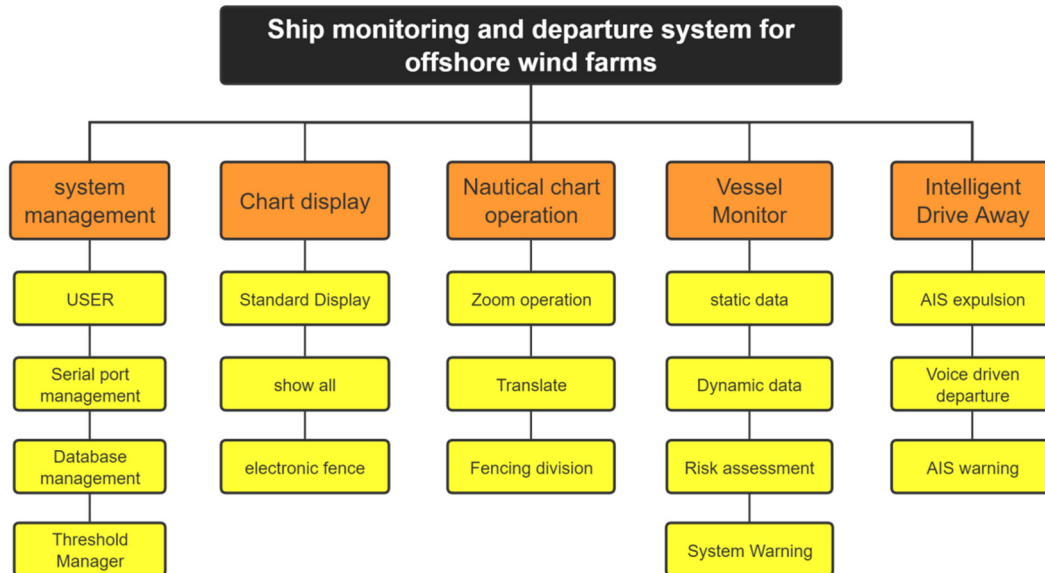 Ship monitoring and departure system for
offshore wind farms
system
management
Chart display
Nautical chart
operation
Vessel
Monitor
Intelligent
Drive Away
USER
Standard Display
Zoom operation
static data
AIS expulsion
Serial port
management
show all
Translate
Dynamic data
Voice driven
departure
Database
management
electronic fence
Fencing division
Risk assessment
AIS warning
Threshold
Manager
System Warning